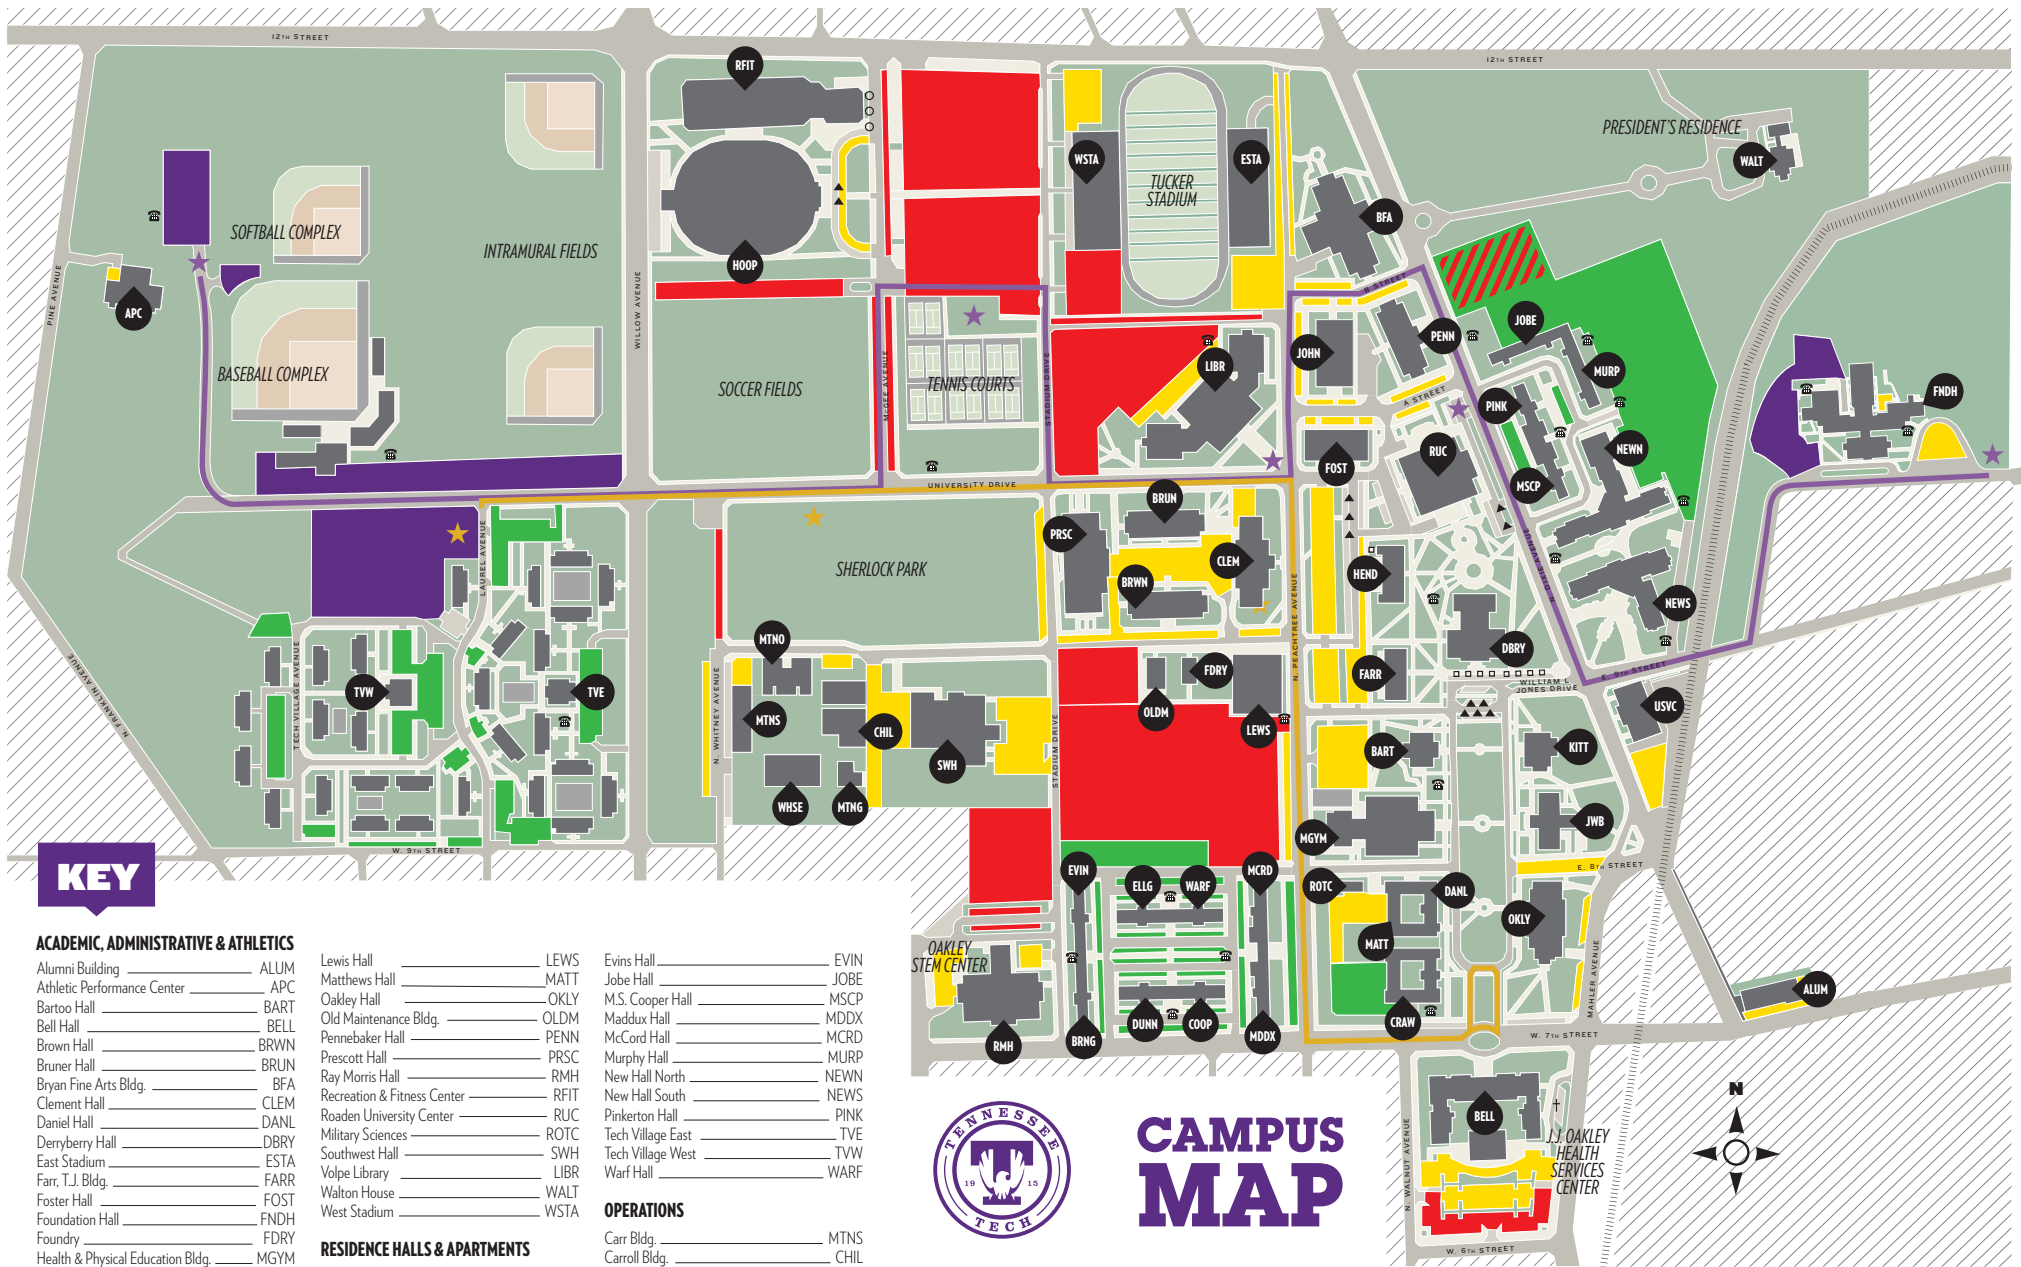 12TH STREET
12TH STREET
RFIT
WSTA
ESTA
TUCKER
STADIUM
PRESIDENT'S RESIDENCE
WALT
BFA
SOFTBALL COMPLEX
INTRAMURAL FIELDS
HOOP
PINE AVENUE
APC
WILLOW AVENUE
B STREET
JOBE
PENN
JOHN
LIBR
MURP
BASEBALL COMPLEX
SOCCER FIELDS
MCGEE AVENUE
TENNIS COURTS
STADIUM DRIVE
A STREET
PINK
FNDH
RUC
NEWN
FOST
MSCP
UNIVERSITY DRIVE
BRUN
PRSC
LAUREL AVENUE
SHERLOCK PARK
CLEM
BRWN
HEND
N. PEACHTREE AVENUE
N. DIXIE AVENUE
NEWS
MTNO
DBRY
FDRY
FARR
E. 9TH STREET
WILLIAM L.
JONES DRIVE
N. FRANKLIN AVENUE
TECH VILLAGE AVENUE
TVW
TVE
N. WHITNEY AVENUE
MTNS
CHIL
OLDM
LEWS
USVC
SWH
STADIUM DRIVE
BART
KITT
WHSE
MTNG
MGYM
JWB
W. 9TH STREET
E. 8TH STREET
EVIN
ELLG
WARF
MCRD
ROTC
DANL
OKLY
MATT
OAKLEY
STEM CENTER
MAHLER AVENUE
ALUM
RMH
BRNG
DUNN
COOP
MDDX
CRAW
W. 7TH STREET
BELL
N. WALNUT AVENUE
J.J. OAKLEY
HEALTH
SERVICES
CENTER
W. 6TH STREET
N
KEY
ACADEMIC, ADMINISTRATIVE & ATHLETICS
Alumni Building ALUM
Athletic Performance Center APC
Bartoo Hall BART
Bell Hall BELL
Brown Hall BRWN
Bruner Hall BRUN
Bryan Fine Arts Bldg. BFA
Clement Hall CLEM
Daniel Hall DANL
Derryberry Hall DBRY
East Stadium ESTA
Farr, T.J. Bldg. FARR
Foster Hall FOST
Foundation Hall FNDH
Foundry FDRY
Health & Physical Education Bldg. MGYM
Lewis Hall LEWS
Matthews Hall MATT
Oakley Hall OKLY
Old Maintenance Bldg. OLDM
Pennebaker Hall PENN
Prescott Hall PRSC
Ray Morris Hall RMH
Recreation & Fitness Center RFIT
Roaden University Center RUC
Military Sciences ROTC
Southwest Hall SWH
Volpe Library LIBR
Walton House WALT
West Stadium WSTA
RESIDENCE HALLS & APARTMENTS
Evins Hall EVIN
Jobe Hall JOBE
M.S. Cooper Hall MSCP
Maddux Hall MDDX
McCord Hall MCRD
Murphy Hall MURP
New Hall North NEWN
New Hall South NEWS
Pinkerton Hall PINK
Tech Village East TVE
Tech Village West TVW
Warf Hall WARF
OPERATIONS
Carr Bldg. MTNS
Carroll Bldg. CHIL
TENNESSEE
T
19 15
TECH
CAMPUS
MAP